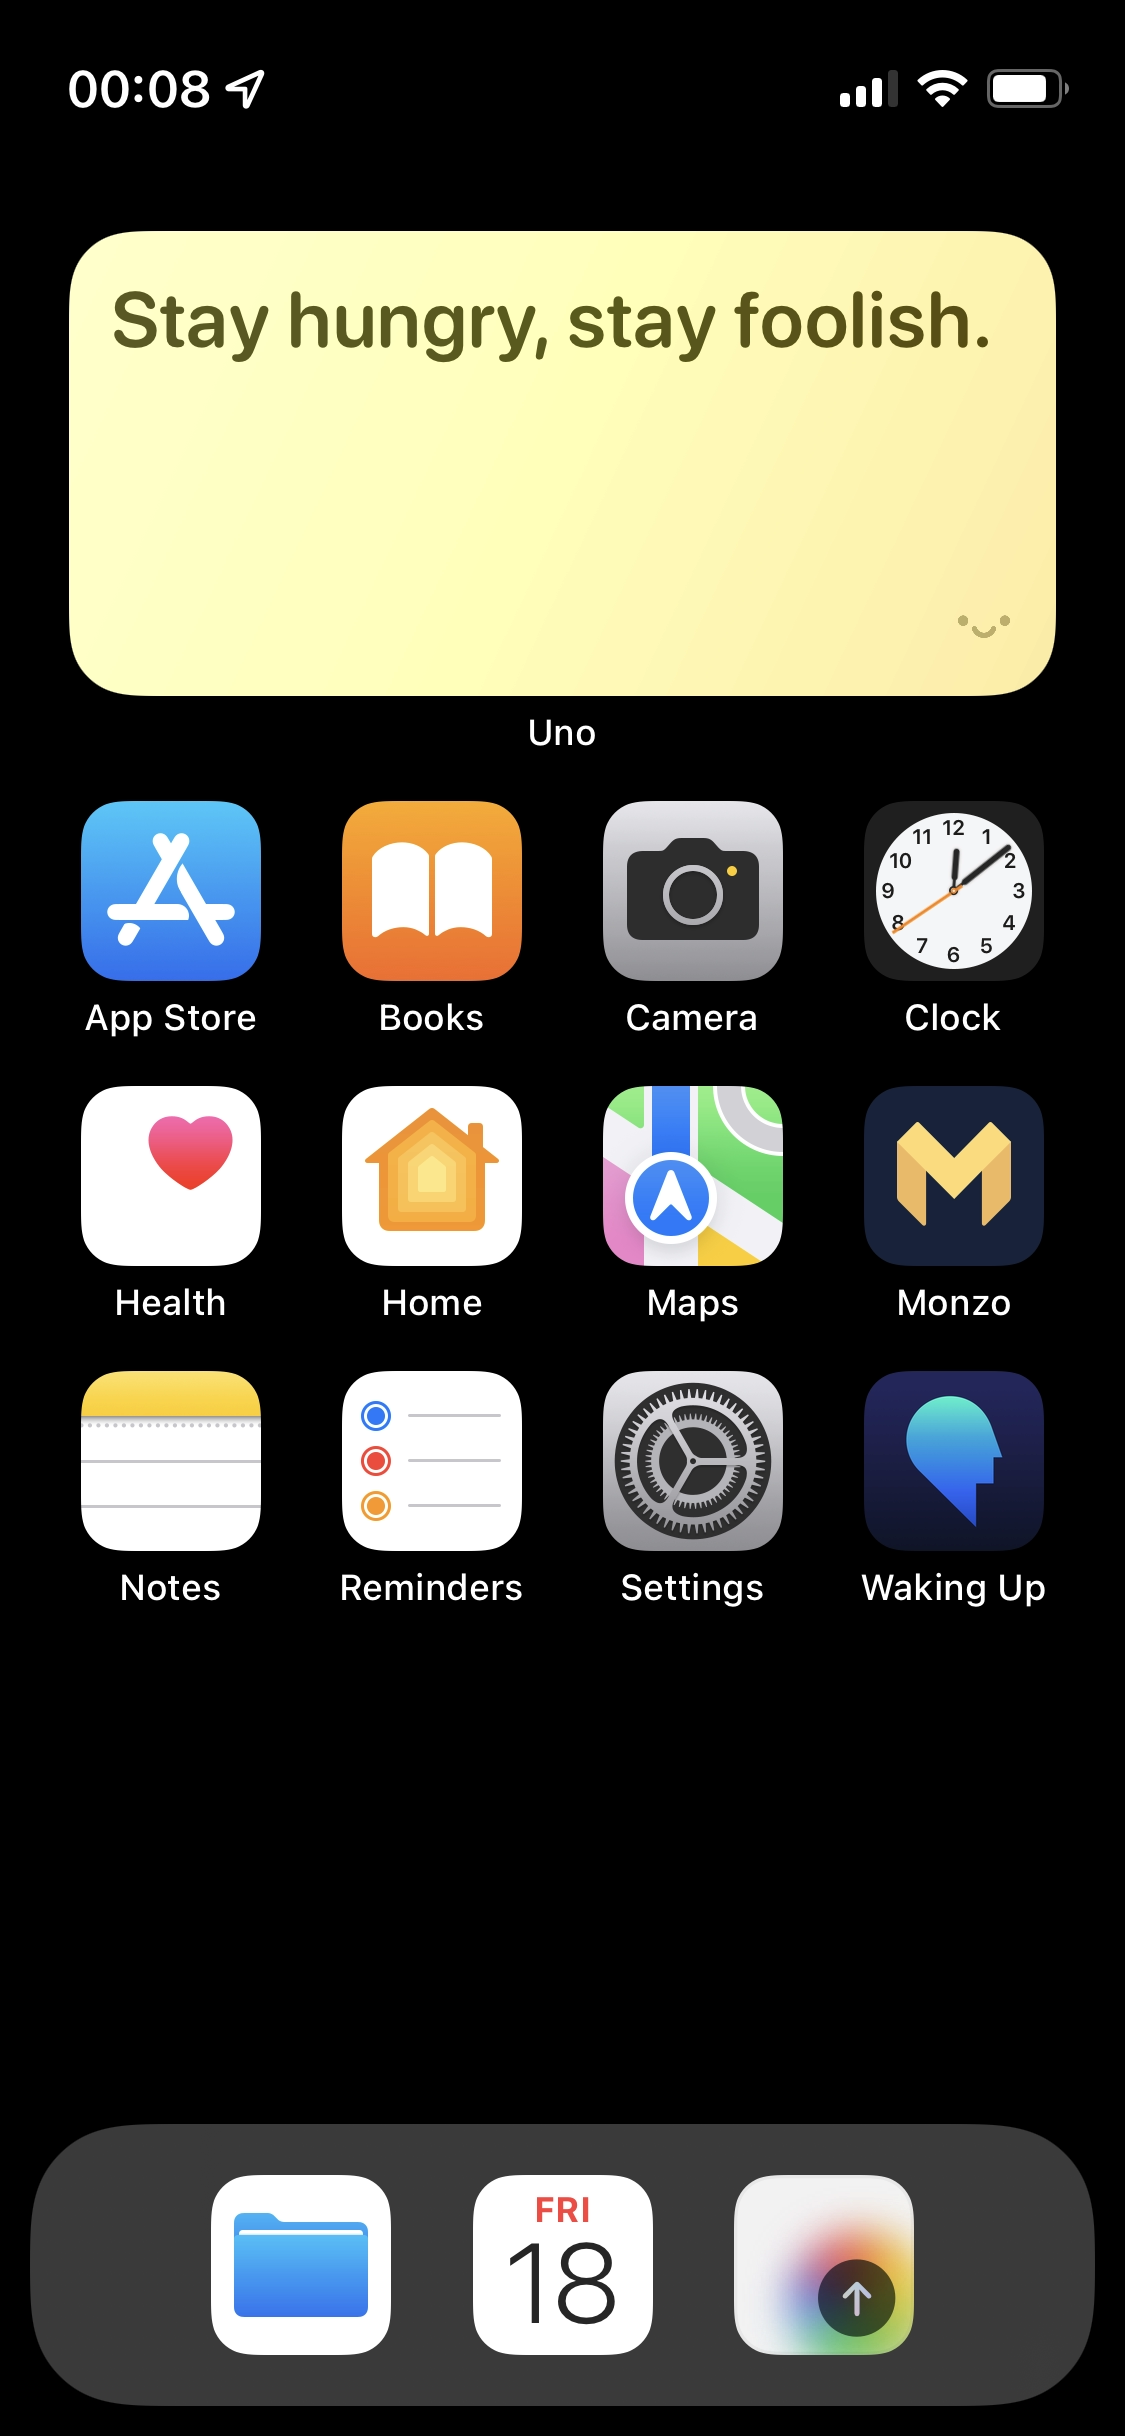 00:08
Stay hungry, stay foolish.
Uno
12
11 1
10 2
9 3
8 4
7 5
6
App Store Books Camera Clock
Health Home Maps Monzo
Notes Reminders Settings Waking Up
FRI
18